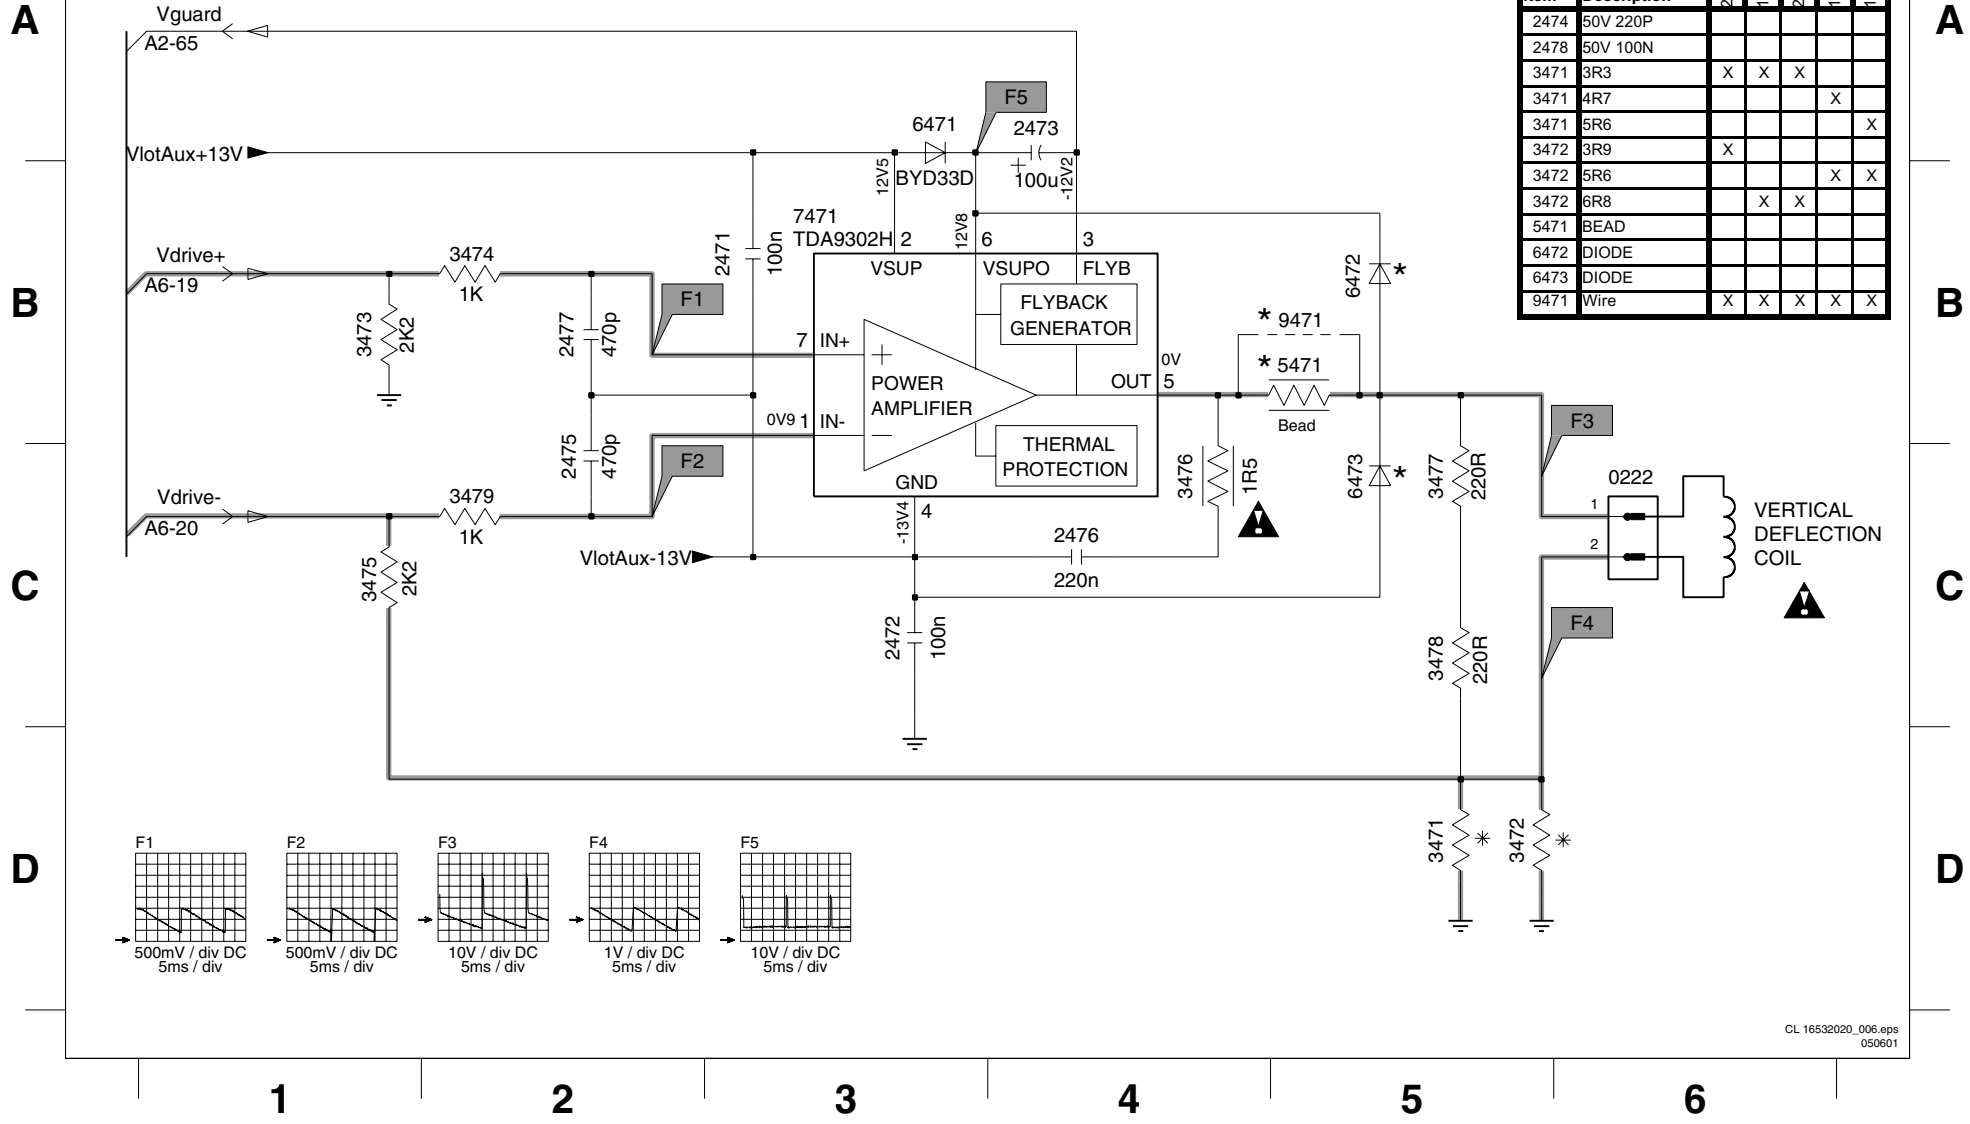 A
A
Vguard
A2-65
2474 50V 220P
2478 50V 100N
3471 3R3 X X X
3471 4R7 X
3471 5R6 X
3472 3R9 X
3472 5R6 X X
3472 6R8 X X
5471 BEAD
6472 DIODE
6473 DIODE
9471 Wire X X X X X
F5
6471
2473
VlotAux+13V
12V5
BYD33D
+
100u
-12V2
7471
TDA9302H
2
12V8
6
3
2471
100n
Vdrive+
A6-19
3474
1K
VSUP
VSUPO
FLYB
6472
*
B
B
F1
FLYBACK
GENERATOR
3473
2K2
2477
470p
* 9471
7
IN+
+
0V
* 5471
POWER
AMPLIFIER
OUT
5
0V9
1
IN-
−
Bead
F3
2475
470p
F2
THERMAL
PROTECTION
3476
1R5
6473
*
3477
220R
0222
GND
Vdrive-
A6-20
3479
1K
-13V4
4
1
2
VERTICAL
DEFLECTION
COIL
VlotAux-13V
2476
220n
3475
2K2
C
C
2472
100n
F4
3478
220R
3471
*
3472
*
D
D
F1
F2
F3
F4
F5
500mV / div DC
5ms / div
500mV / div DC
5ms / div
10V / div DC
5ms / div
1V / div DC
5ms / div
10V / div DC
5ms / div
CL 16532020_006.eps
050601
1
2
3
4
5
6